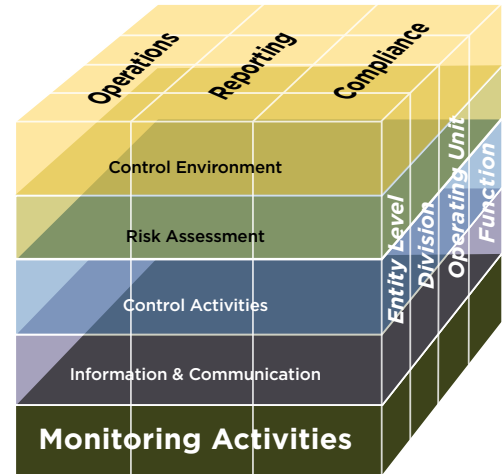 Operations
Reporting
Compliance
Control Environment
Risk Assessment
Control Activities
Information & Communication
Monitoring Activities
Entity Level
Division
Operating Unit
Function